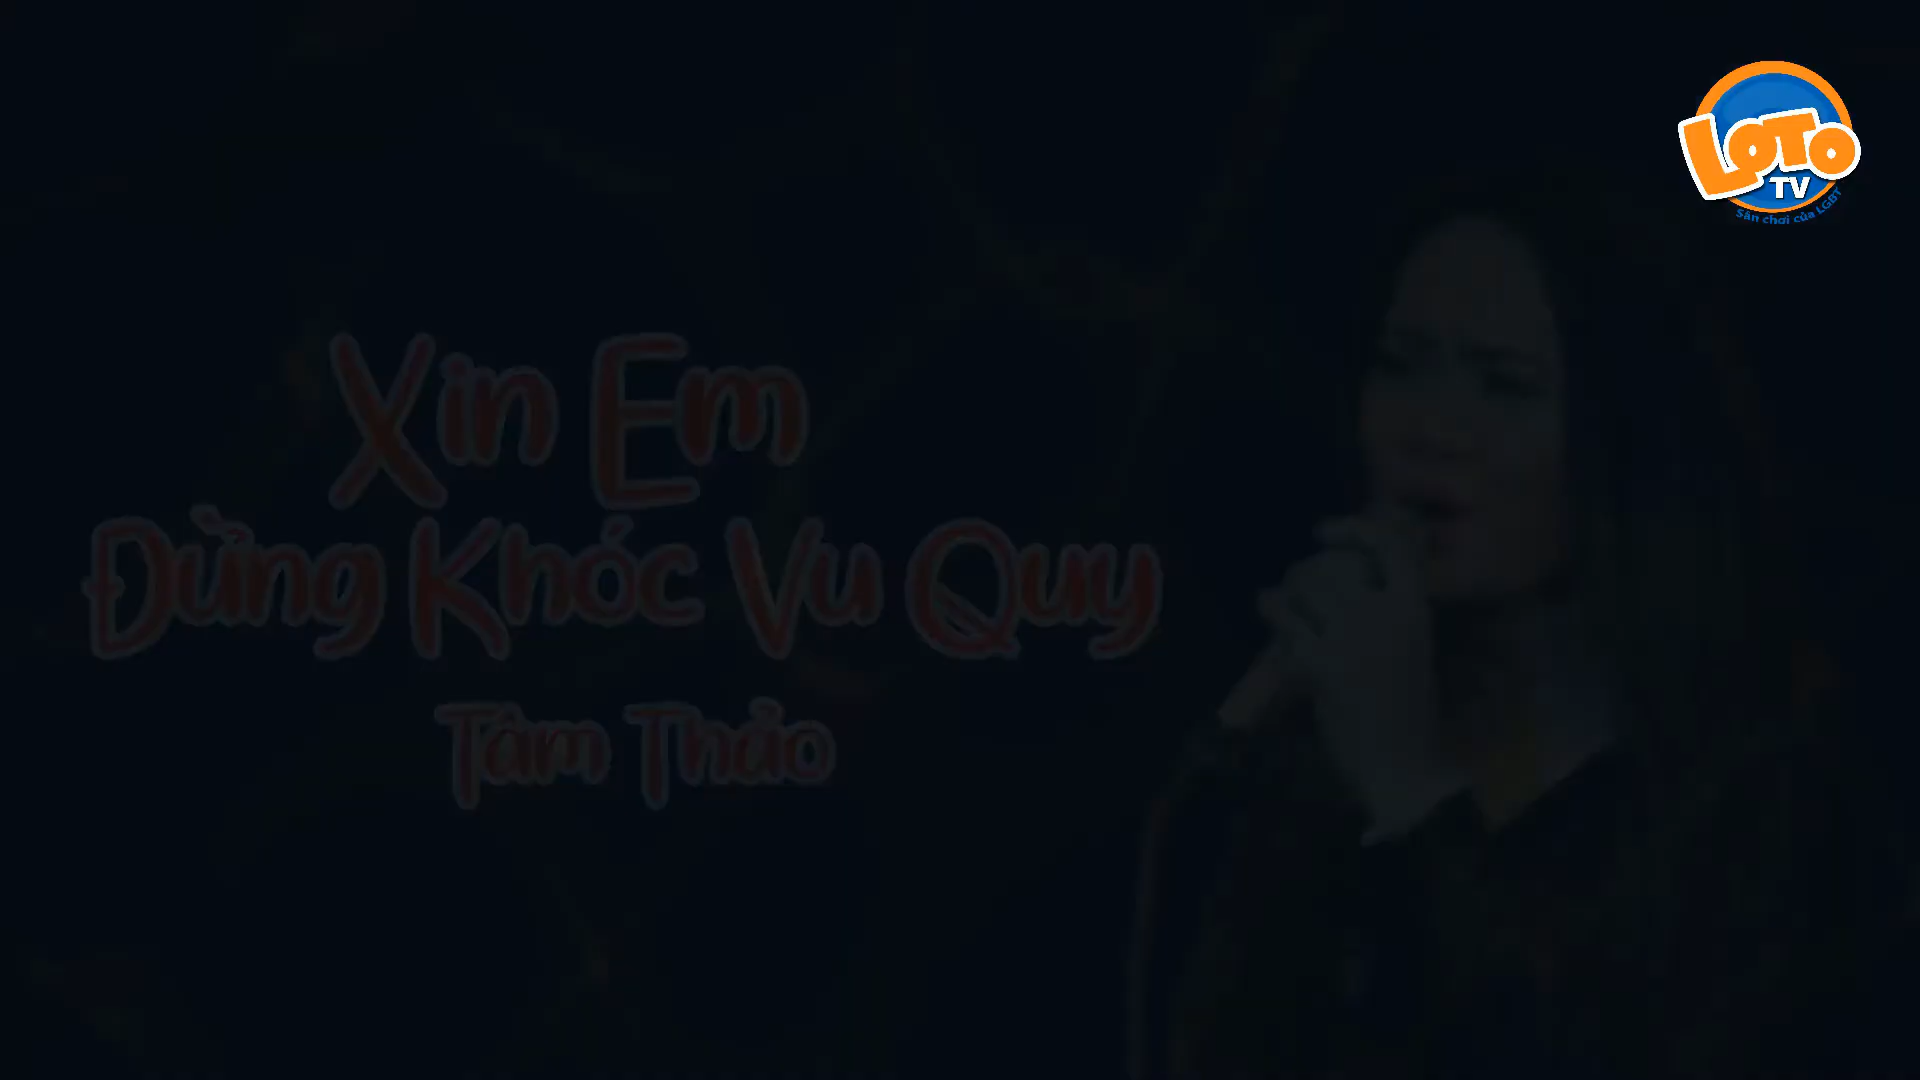 LOTO
TV
Sân chơi của LGBT
Xin Em
Đừng Khóc Vu Quy
Tâm Thảo